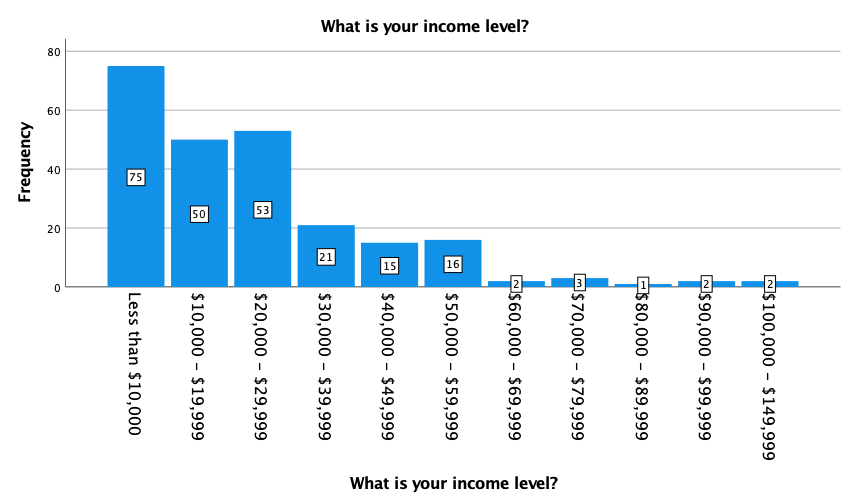 What is your income level?
Frequency
80
60
40
20
0
75
50
53
21
15
16
2
3
1
2
2
Less than $10,000
$10,000 – $19,999
$20,000 – $29,999
$30,000 – $39,999
$40,000 – $49,999
$50,000 – $59,999
$60,000 – $69,999
$70,000 – $79,999
$80,000 – $89,999
$90,000 – $99,999
$100,000 – $149,999
What is your income level?